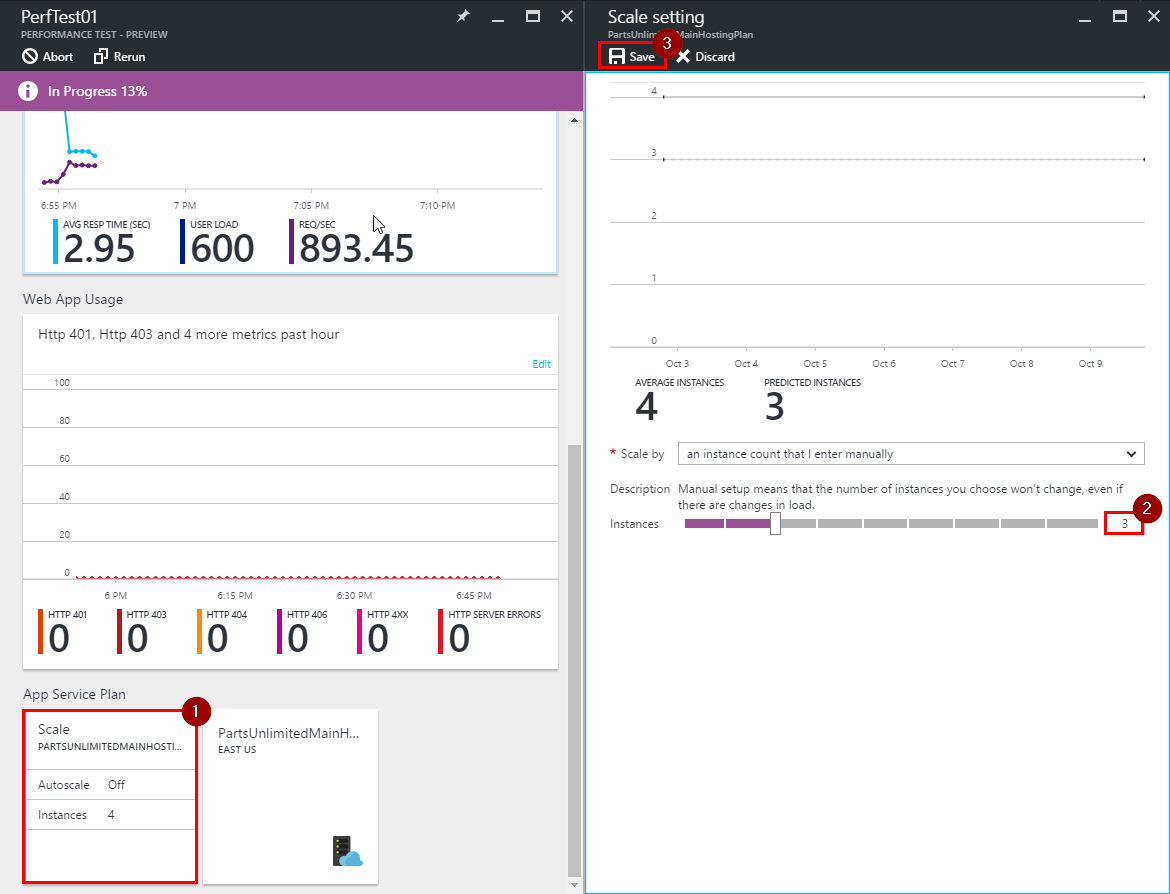 PerfTest01
PERFORMANCE TEST - PREVIEW
Abort Rerun
In Progress 13%
6:55 PM 7 PM 7:05 PM 7:10 PM
AVG RESP TIME (SEC) USER LOAD REQ/SEC
2.95 600 893.45
Web App Usage
Http 401, Http 403 and 4 more metrics past hour
Edit
100
80
60
40
20
0
6 PM 6:15 PM 6:30 PM 6:45 PM
HTTP 401 HTTP 403 HTTP 404 HTTP 406 HTTP 4XX HTTP SERVER ERRORS
0 0 0 0 0 0
App Service Plan
1
Scale
PARTSUNLIMITEDMAINHOSTI...
Autoscale Off
Instances 4
PartsUnlimitedMainH...
EAST US
Scale setting
MainHostingPlan
3
Save Discard
4
3
2
1
0
Oct 3 Oct 4 Oct 5 Oct 6 Oct 7 Oct 8 Oct 9
AVERAGE INSTANCES PREDICTED INSTANCES
4 3
* Scale by an instance count that I enter manually
Description Manual setup means that the number of instances you choose won't change, even if
there are changes in load.
2
Instances 3